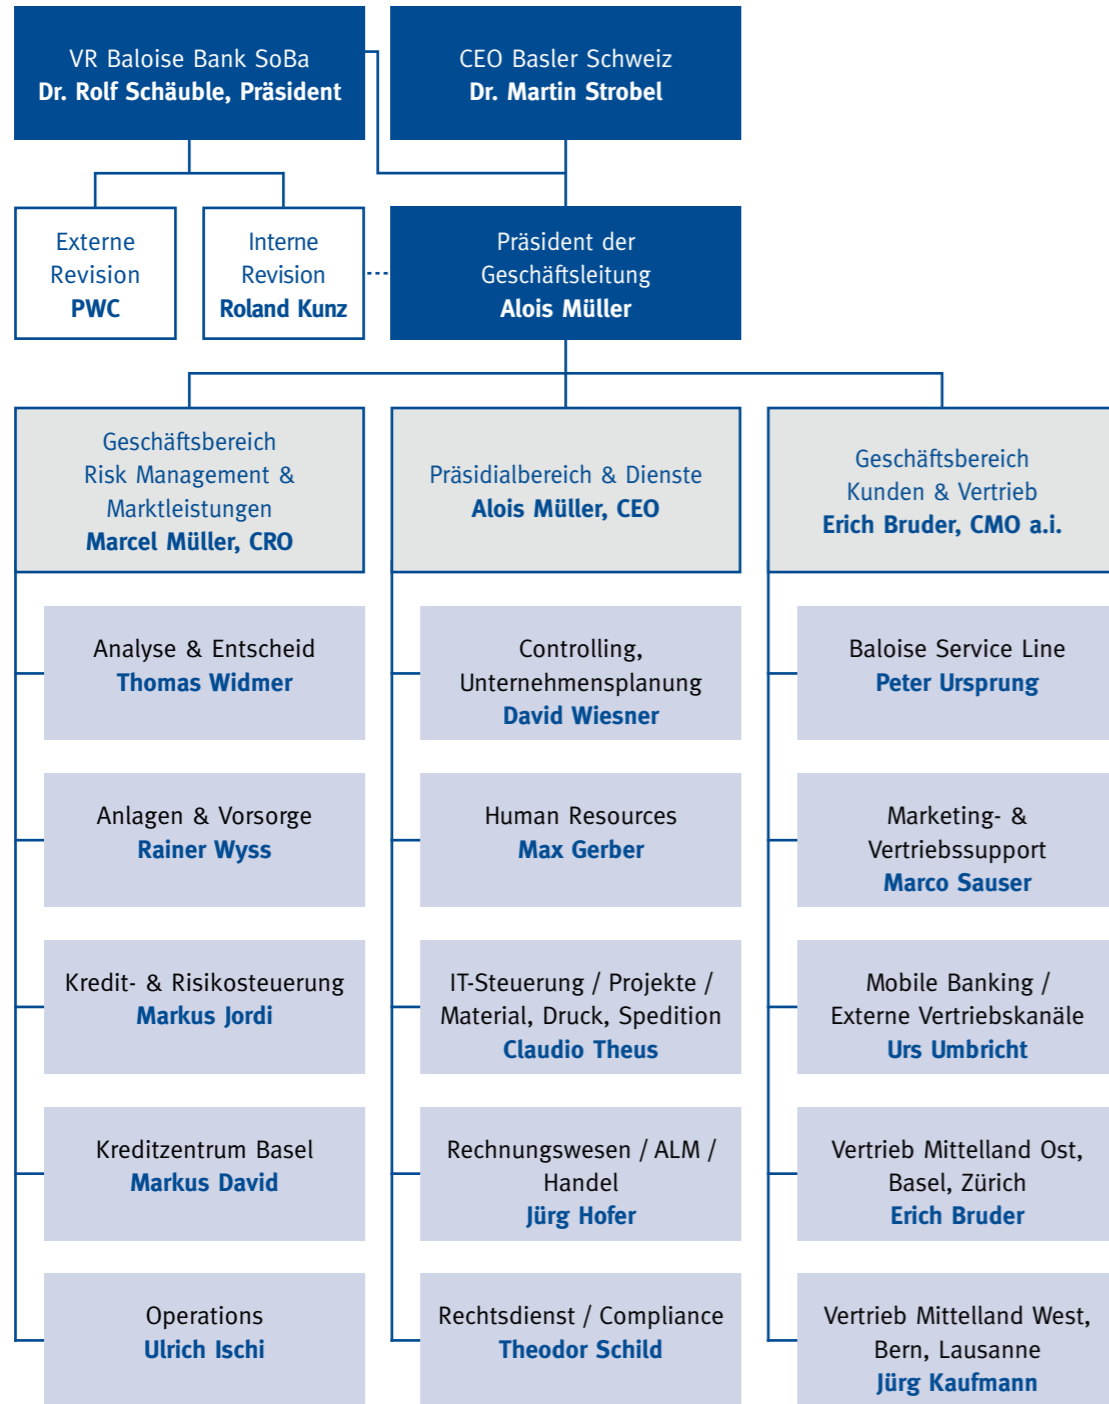 VR Baloise Bank SoBa
Dr. Rolf Schäuble, Präsident
CEO Basler Schweiz
Dr. Martin Strobel
Externe
Revision
PWC
Interne
Revision
Roland Kunz
Präsident der
Geschäftsleitung
Alois Müller
Geschäftsbereich
Risk Management &
Marktleistungen
Marcel Müller, CRO
Präsidialbereich & Dienste
Alois Müller, CEO
Geschäftsbereich
Kunden & Vertrieb
Erich Bruder, CMO a.i.
Analyse & Entscheid
Thomas Widmer
Controlling,
Unternehmensplanung
David Wiesner
Baloise Service Line
Peter Ursprung
Anlagen & Vorsorge
Rainer Wyss
Human Resources
Max Gerber
Marketing- &
Vertriebssupport
Marco Sauser
Kredit- & Risikosteuerung
Markus Jordi
IT-Steuerung / Projekte /
Material, Druck, Spedition
Claudio Theus
Mobile Banking /
Externe Vertriebskanäle
Urs Umbricht
Kreditzentrum Basel
Markus David
Rechnungswesen / ALM /
Handel
Jürg Hofer
Vertrieb Mittelland Ost,
Basel, Zürich
Erich Bruder
Operations
Ulrich Ischi
Rechtsdienst / Compliance
Theodor Schild
Vertrieb Mittelland West,
Bern, Lausanne
Jürg Kaufmann